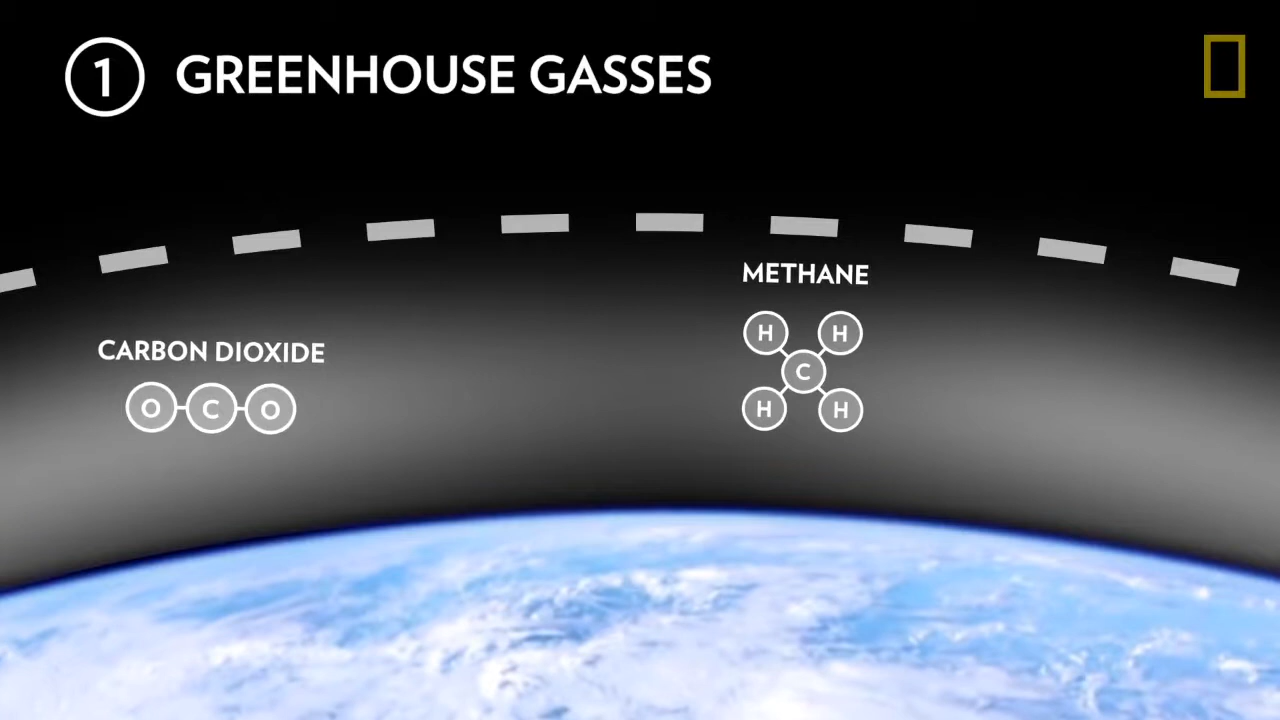 1 GREENHOUSE GASSES
METHANE
H H
CARBON DIOXIDE
C
O C O
H H